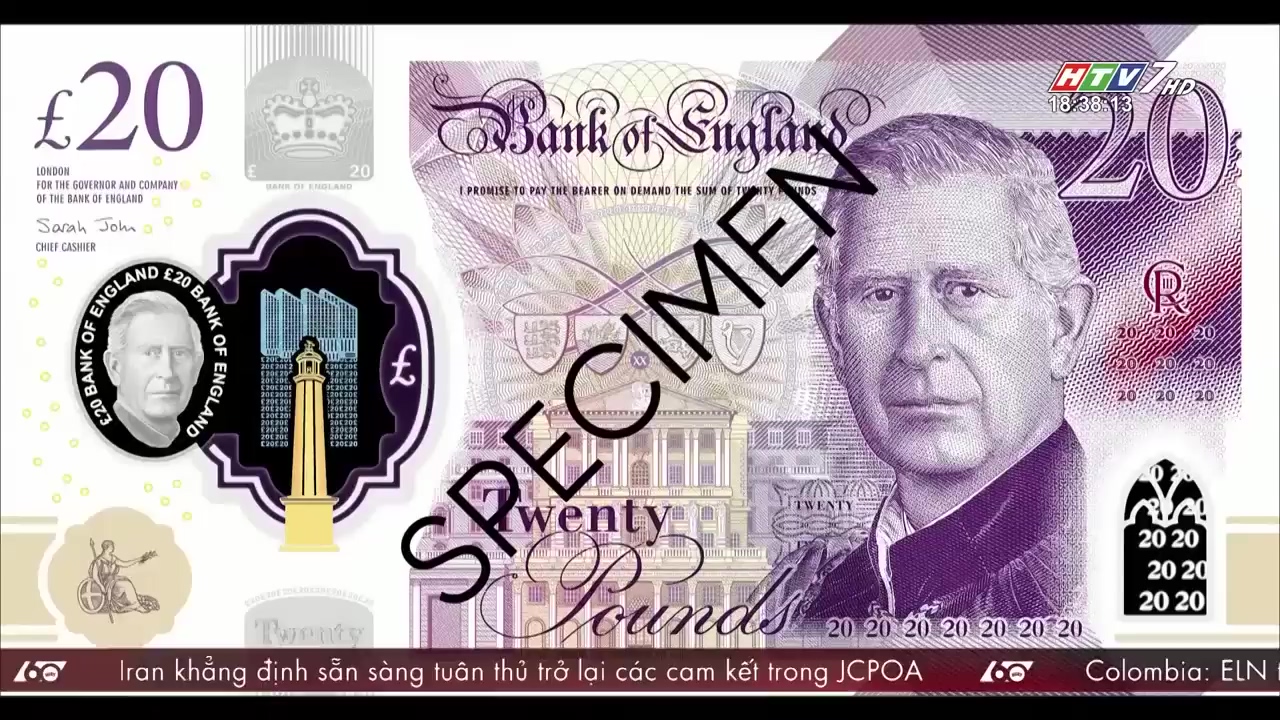 £20
LONDON
FOR THE GOVERNOR AND COMPANY
OF THE BANK OF ENGLAND
Sarah John
CHIEF CASHIER
£ 20
BANK OF ENGLAND
£20 BANK OF ENGLAND £20 BANK OF ENGLAND
£
Bank of England
I PROMISE TO PAY THE BEARER ON DEMAND THE SUM OF TWENTY POUNDS
SPECIMEN
XX
Twenty
Pounds
TWENTY
HTV7 HD
18:38:13
20
CIIIR
20 20 20
20 20 20
20 20 20
20 20
20 20
20 20
20 20
20 20 20 20 20 20 20
Twenty
60 Iran khẳng định sẵn sàng tuân thủ trở lại các cam kết trong JCPOA 60 Colombia: ELN